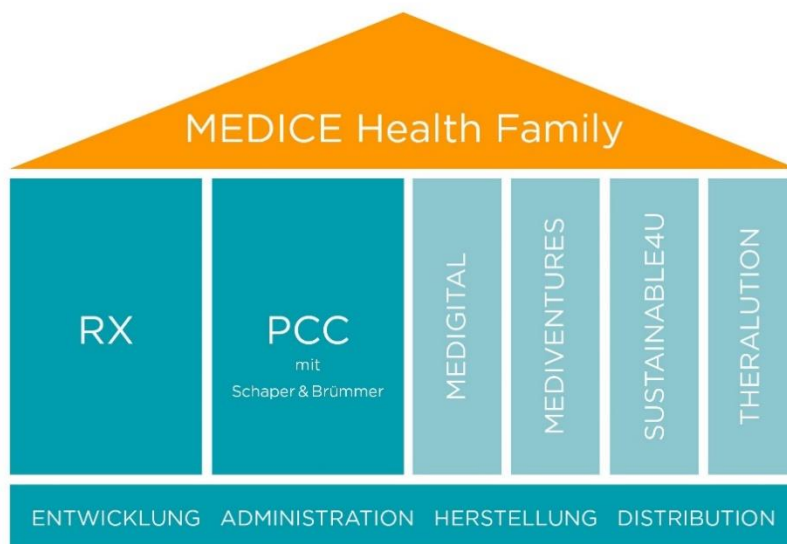 MEDICE Health Family
RX
PCC
mit
Schaper & Brümmer
MEDIGITAL
MEDIVENTURES
SUSTAINABLE4U
THERALUTION
ENTWICKLUNG ADMINISTRATION HERSTELLUNG DISTRIBUTION